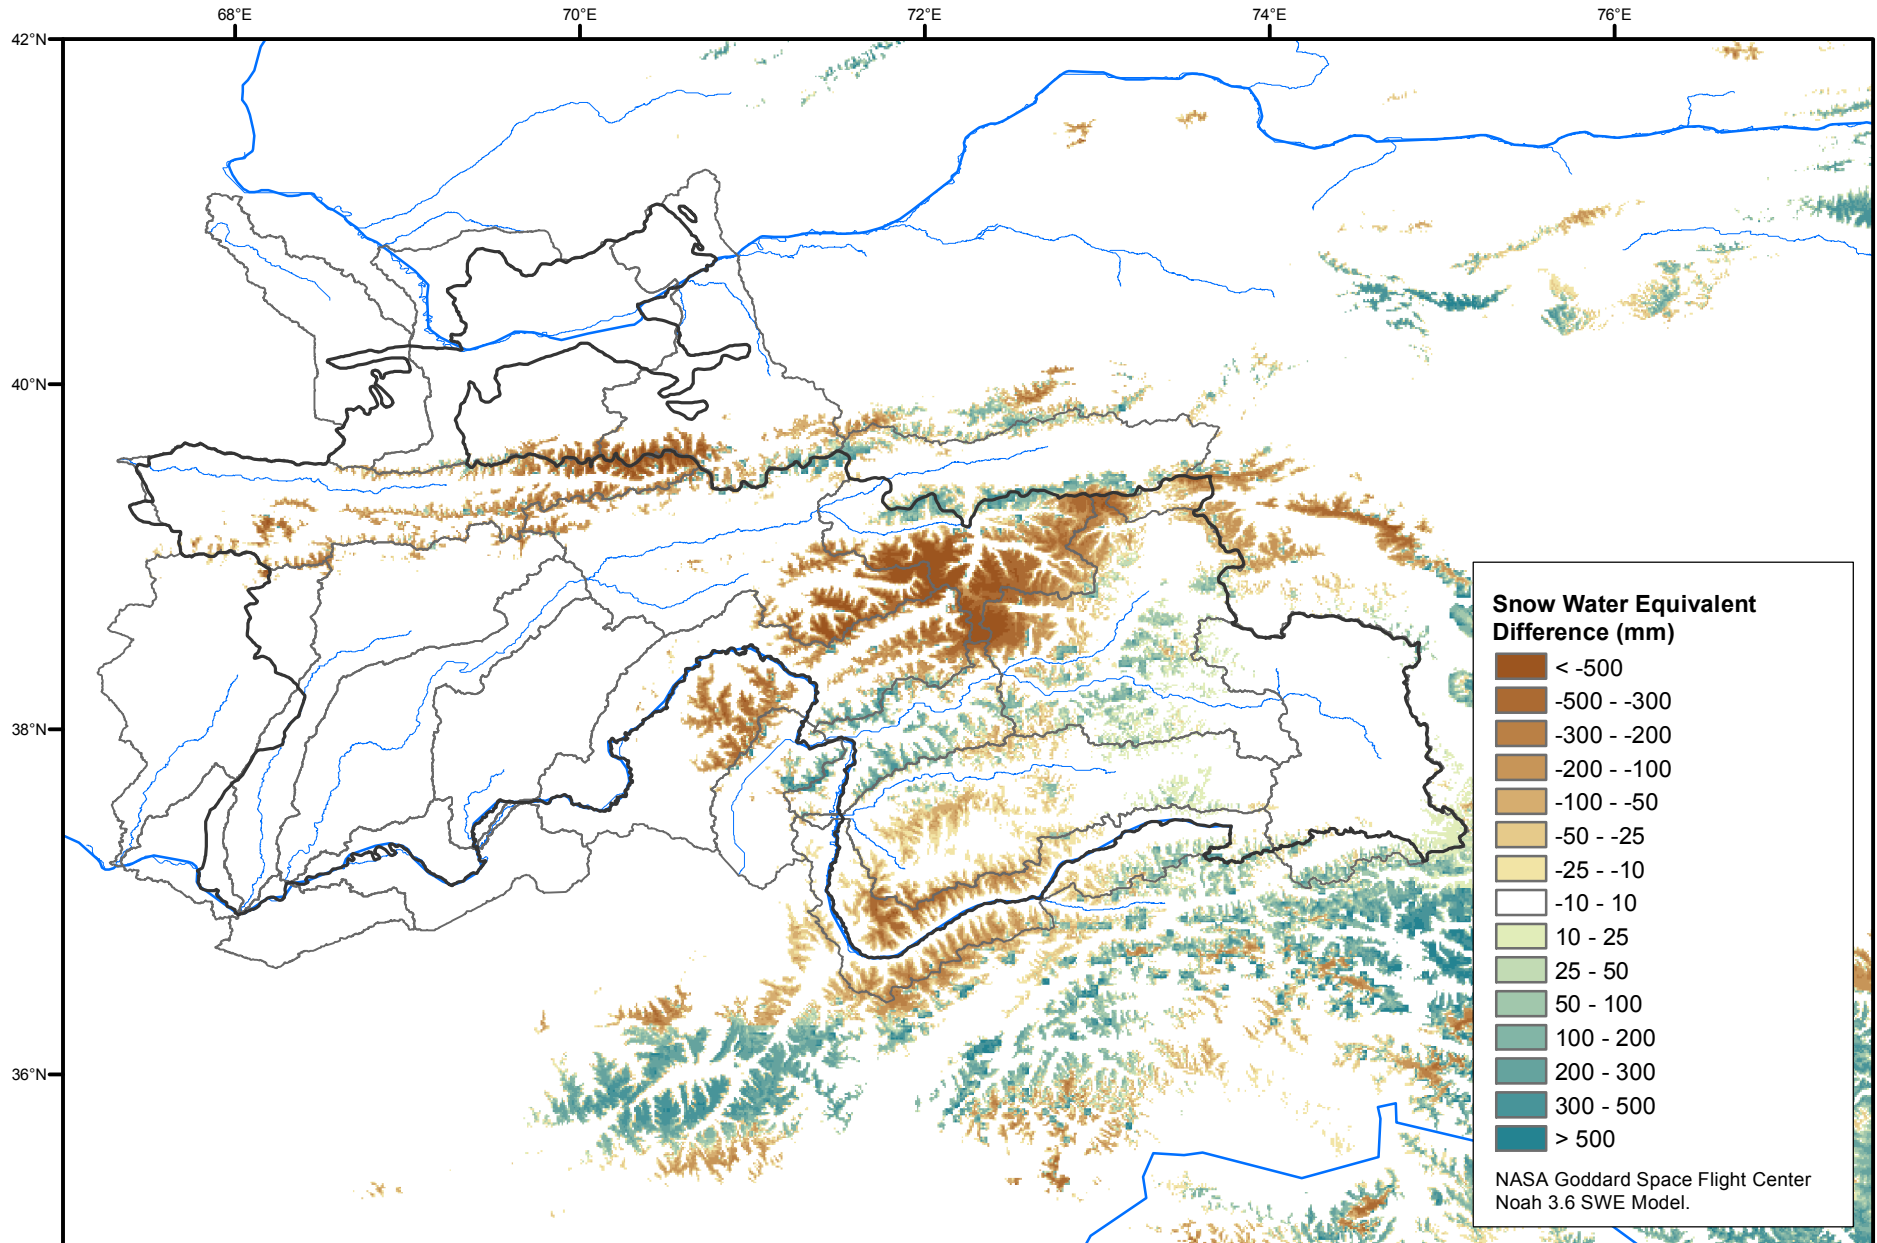 68°E
70°E
72°E
74°E
76°E
42°N
40°N
38°N
36°N
Snow Water Equivalent
Difference (mm)
< -500
-500 - -300
-300 - -200
-200 - -100
-100 - -50
-50 - -25
-25 - -10
-10 - 10
10 - 25
25 - 50
50 - 100
100 - 200
200 - 300
300 - 500
> 500
NASA Goddard Space Flight Center
Noah 3.6 SWE Model.